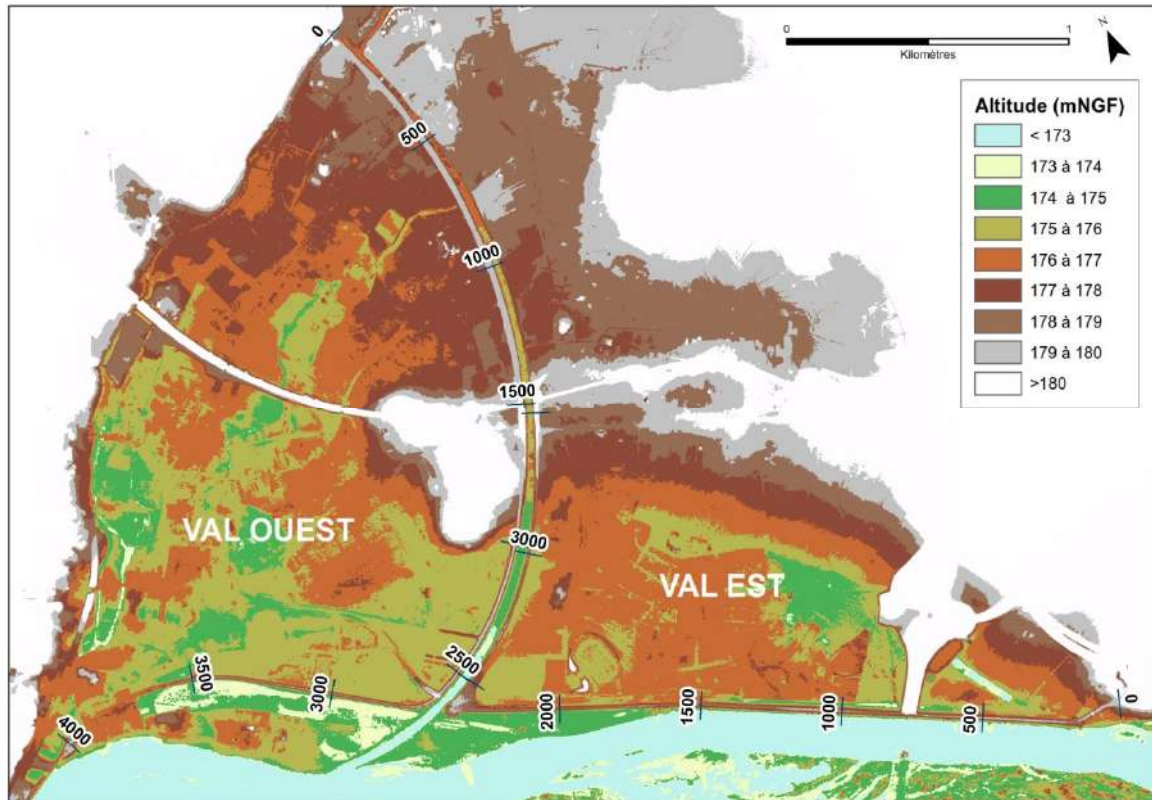 0
500
1000
1500
3000
2500
VAL OUEST
VAL EST
4000
3500
3000
2000
1500
1000
500
0
0 1
Kilomètres
N
Altitude (mNGF)
< 173
173 à 174
174 à 175
175 à 176
176 à 177
177 à 178
178 à 179
179 à 180
>180